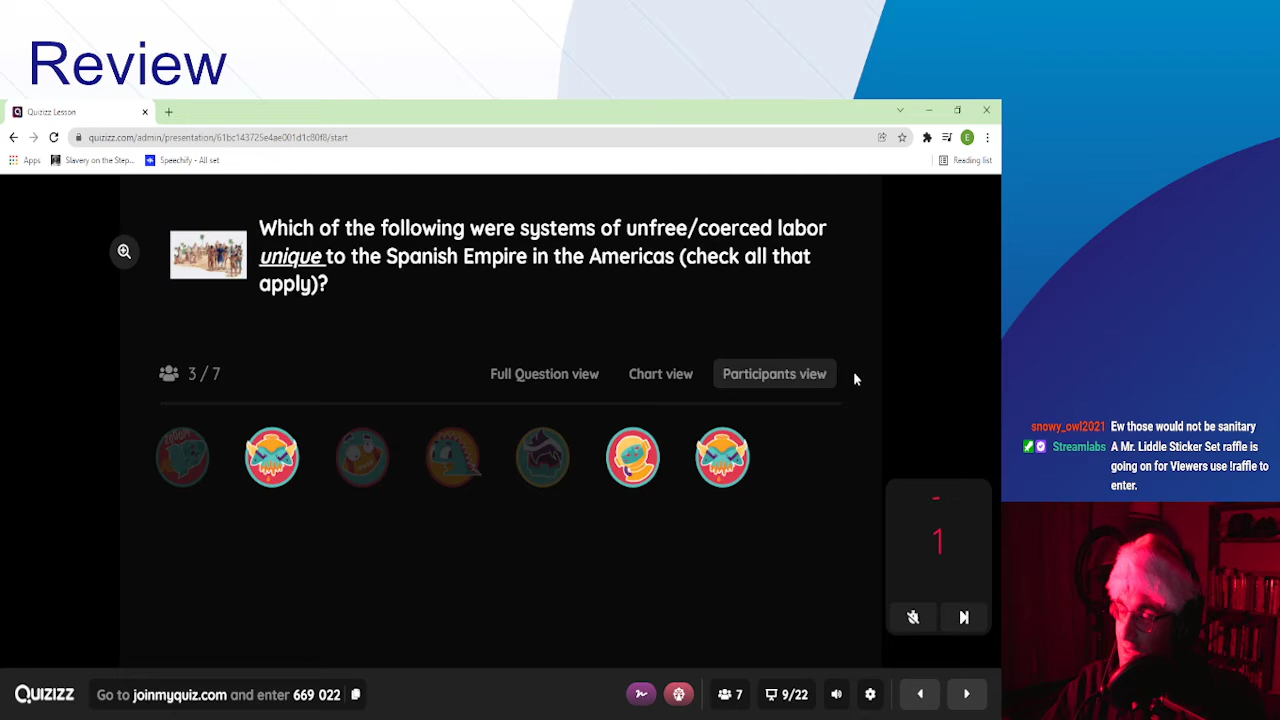 Review
Quizizz Lesson
quizizz.com/admin/presentation/61bc143725e4ae001d1c80f8/start
Apps
Slavery on the Step...
Speechify - All set
Reading list
E
Which of the following were systems of unfree/coerced labor
unique to the Spanish Empire in the Americas (check all that
apply)?
3 / 7
Full Question view
Chart view
Participants view
snowy_owl2021 Ew those would not be sanitary
Streamlabs A Mr. Liddle Sticker Set raffle is
going on for Viewers use !raffle to
enter.
1
QUIZIZZ
Go to joinmyquiz.com and enter 669 022
7
9/22